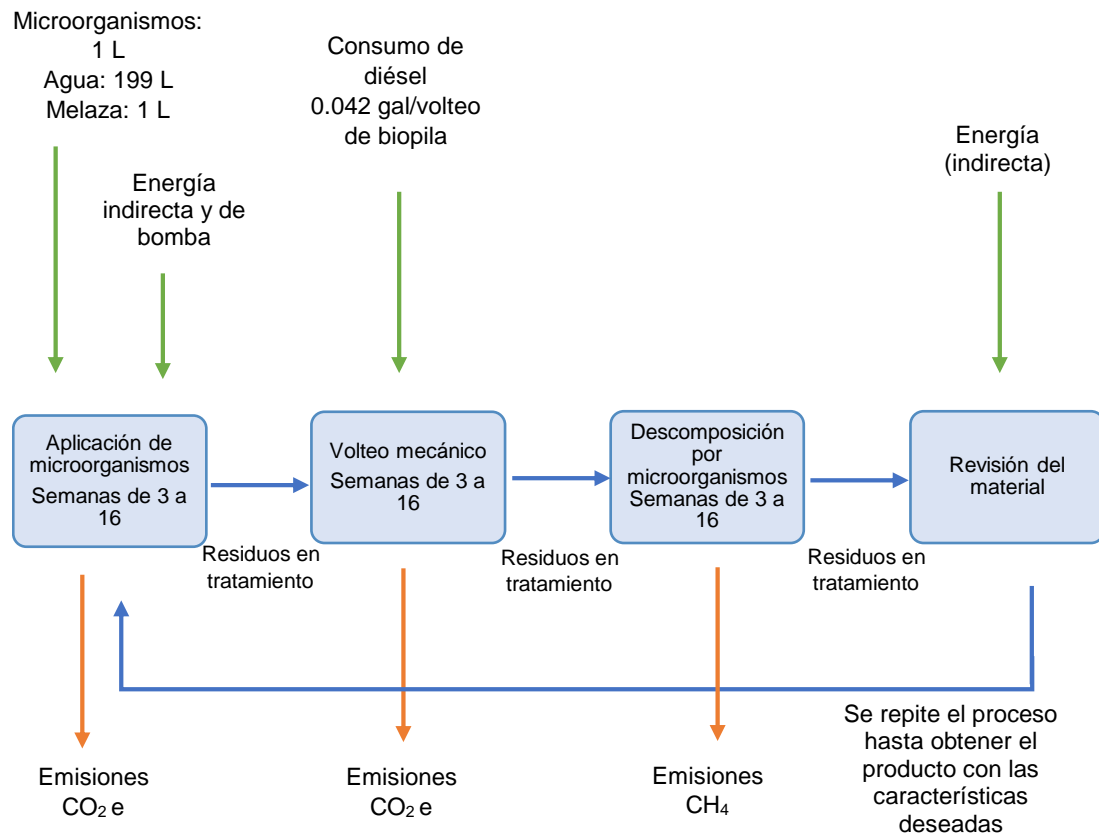 Microorganismos:
1 L
Agua: 199 L
Melaza: 1 L
Energía
indirecta y de
bomba
Consumo de
diésel
0.042 gal/volteo
de biopila
Energía
(indirecta)
Aplicación de
microorganismos
Semanas de 3 a
16
Residuos en
tratamiento
Volteo mecánico
Semanas de 3 a
16
Residuos en
tratamiento
Descomposición
por
microorganismos
Semanas de 3 a
16
Residuos en
tratamiento
Revisión del
material
Emisiones
CO₂ e
Emisiones
CO₂ e
Emisiones
CH₄
Se repite el proceso
hasta obtener el
producto con las
características
deseadas